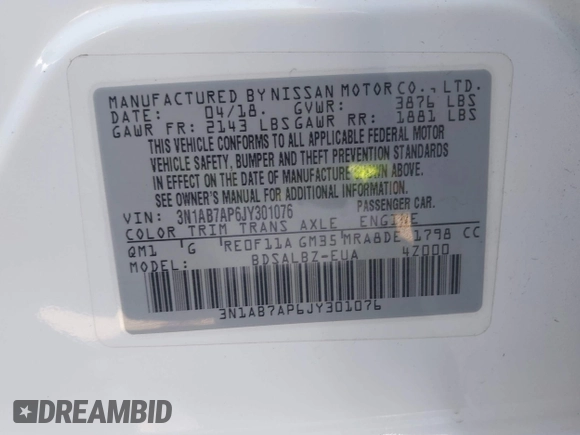 MANUFACTURED BY NISSAN MOTOR CO., LTD.
DATE: 04/18. GVWR: 3876 LBS
GAWR FR: 2143 LBS GAWR RR: 1881 LBS
THIS VEHICLE CONFORMS TO ALL APPLICABLE FEDERAL MOTOR
VEHICLE SAFETY, BUMPER AND THEFT PREVENTION STANDARDS
IN EFFECT ON THE DATE OF MANUFACTURE SHOWN ABOVE.
SEE OWNER'S MANUAL FOR ADDITIONAL INFORMATION.
VIN: 3N1AB7AP6JY301076 PASSENGER CAR.
COLOR TRIM TRANS AXLE ENGINE
QM1 G RE0F11A GM35 MRA8DE 1798 CC
BDSALBZ-EUA 4Z000
3N1AB7AP6JY301076
DREAMBID